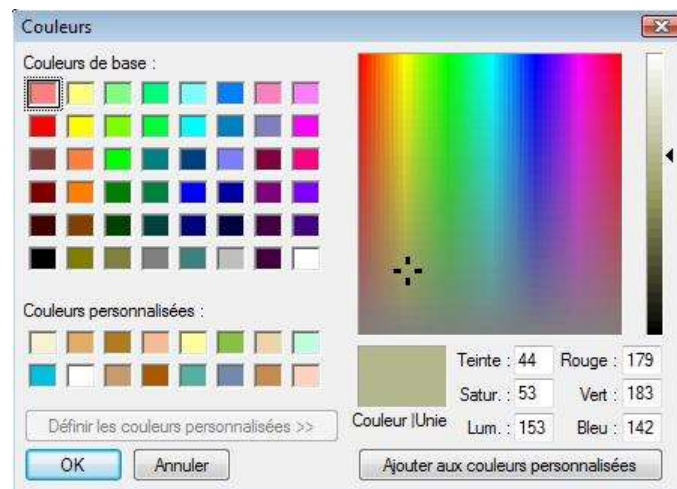 Couleurs
Couleurs de base :
Couleurs personnalisées :
Définir les couleurs personnalisées >>
OK Annuler
Teinte : 44 Rouge : 179
Satur. : 53 Vert : 183
Couleur |Unie Lum. : 153 Bleu : 142
Ajouter aux couleurs personnalisées